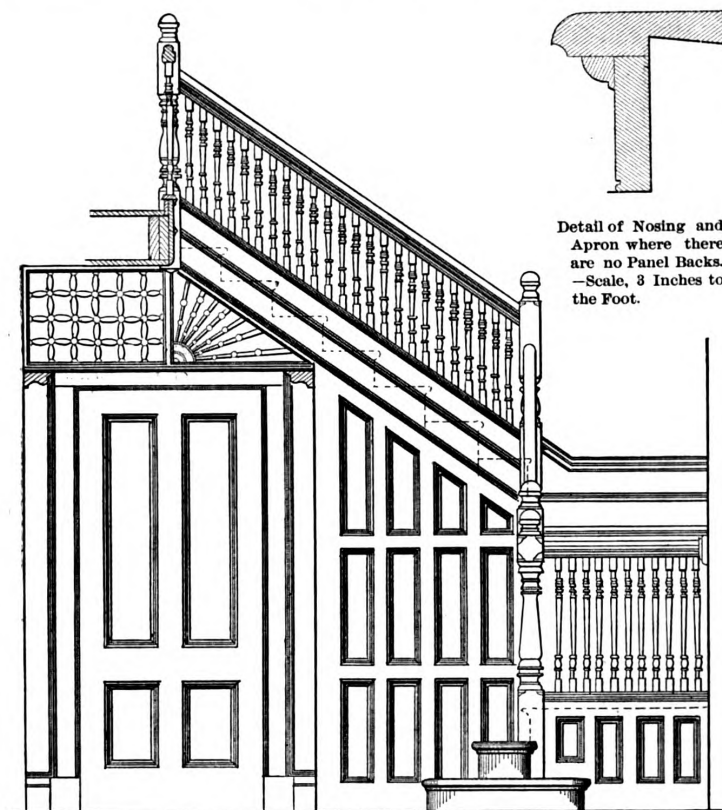 Detail of Nosing and
Apron where there
are no Panel Backs.
—Scale, 3 Inches to
the Foot.